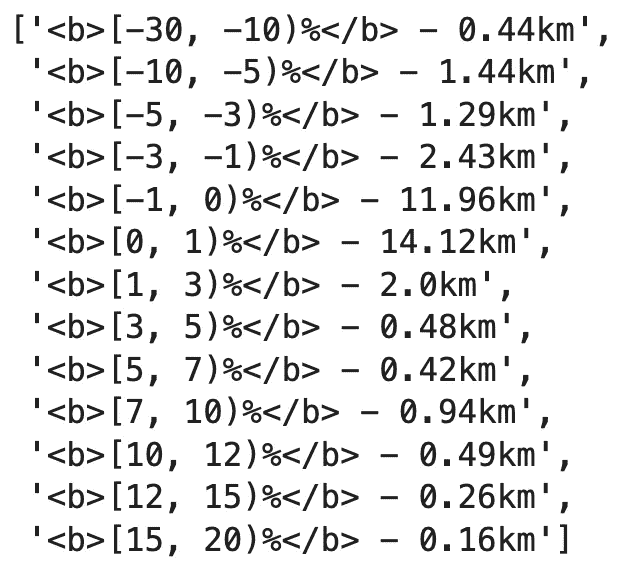 ['<b>[-30, -10)%</b> - 0.44km',
'<b>[-10, -5)%</b> - 1.44km',
'<b>[-5, -3)%</b> - 1.29km',
'<b>[-3, -1)%</b> - 2.43km',
'<b>[-1, 0)%</b> - 11.96km',
'<b>[0, 1)%</b> - 14.12km',
'<b>[1, 3)%</b> - 2.0km',
'<b>[3, 5)%</b> - 0.48km',
'<b>[5, 7)%</b> - 0.42km',
'<b>[7, 10)%</b> - 0.94km',
'<b>[10, 12)%</b> - 0.49km',
'<b>[12, 15)%</b> - 0.26km',
'<b>[15, 20)%</b> - 0.16km']